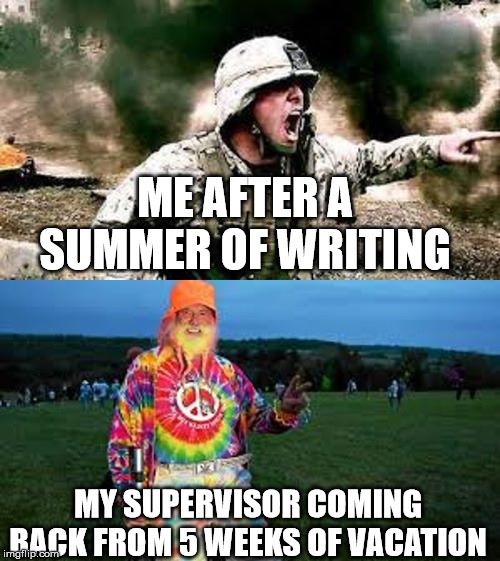 ME AFTER A
SUMMER OF WRITING
MY SUPERVISOR COMING
BACK FROM 5 WEEKS OF VACATION
imgflip.com